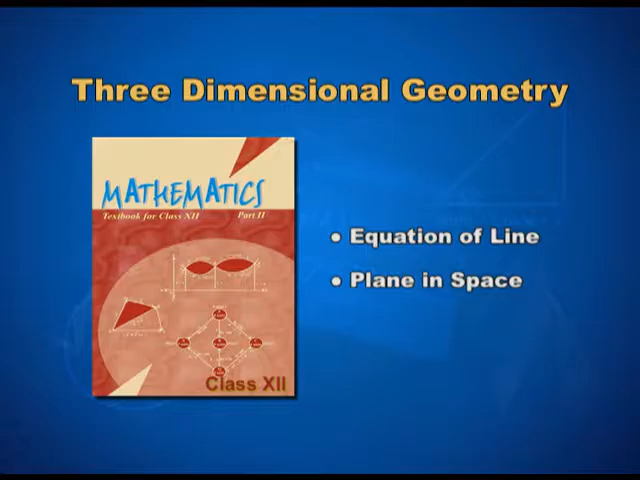 Three Dimensional Geometry
MATHEMATICS
Textbook for Class XII
Part II
• Equation of Line
• Plane in Space
Class XII